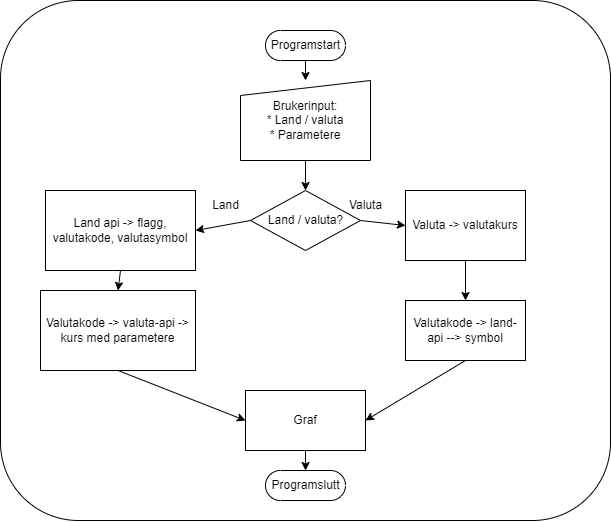 Programstart
Brukerinput:
* Land / valuta
* Parametere
Land / valuta?
Land
Valuta
Land api -> flagg,
valutakode, valutasymbol
Valutakode -> valuta-api ->
kurs med parametere
Valuta -> valutakurs
Valutakode -> land-
api --> symbol
Graf
Programslutt